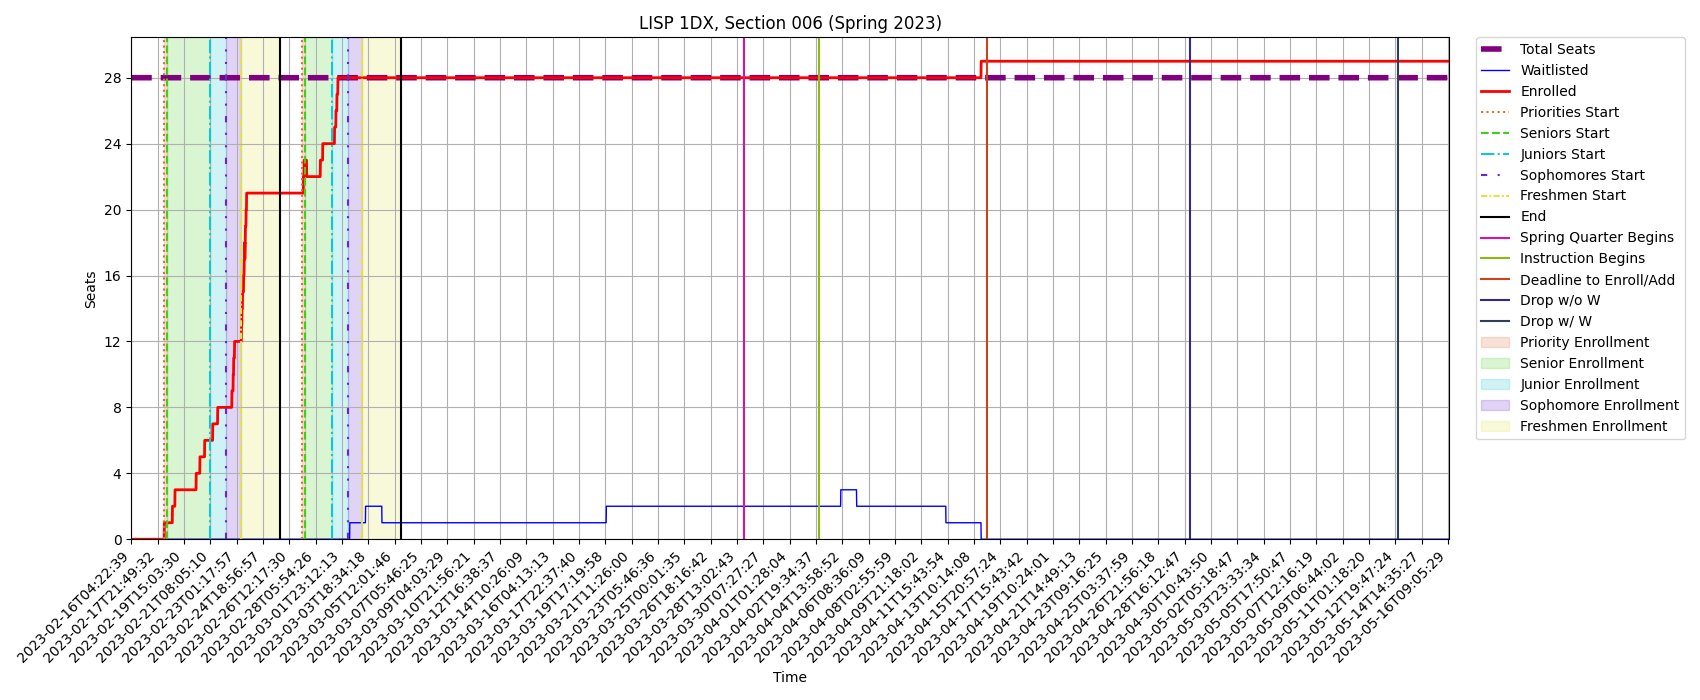 LISP 1DX, Section 006 (Spring 2023)
Seats
28
24
20
16
12
8
4
0
2023-02-16T04:22:39
2023-02-17T21:49:32
2023-02-19T15:03:30
2023-02-21T08:05:10
2023-02-23T01:17:57
2023-02-24T18:56:57
2023-02-26T12:17:30
2023-02-28T05:54:26
2023-03-01T23:12:13
2023-03-03T18:34:18
2023-03-05T12:01:46
2023-03-07T05:46:25
2023-03-09T04:03:29
2023-03-10T21:56:21
2023-03-12T16:38:37
2023-03-14T10:26:09
2023-03-16T04:13:13
2023-03-17T22:37:40
2023-03-19T17:19:58
2023-03-21T11:26:00
2023-03-23T05:46:36
2023-03-25T00:01:35
2023-03-26T18:16:42
2023-03-28T13:02:43
2023-03-30T07:27:27
2023-04-01T01:28:04
2023-04-02T19:34:37
2023-04-04T13:58:52
2023-04-06T08:36:09
2023-04-08T02:55:59
2023-04-09T21:18:02
2023-04-11T15:43:54
2023-04-13T10:14:08
2023-04-15T20:57:24
2023-04-17T15:43:42
2023-04-19T10:24:01
2023-04-21T14:49:13
2023-04-23T09:16:25
2023-04-25T03:37:59
2023-04-26T21:56:18
2023-04-28T16:12:47
2023-04-30T10:43:50
2023-05-02T05:18:47
2023-05-03T23:33:34
2023-05-05T17:50:47
2023-05-07T12:16:19
2023-05-09T06:44:02
2023-05-11T01:18:20
2023-05-12T19:47:24
2023-05-14T14:35:27
2023-05-16T09:05:29
Time
Total Seats
Waitlisted
Enrolled
Priorities Start
Seniors Start
Juniors Start
Sophomores Start
Freshmen Start
End
Spring Quarter Begins
Instruction Begins
Deadline to Enroll/Add
Drop w/o W
Drop w/ W
Priority Enrollment
Senior Enrollment
Junior Enrollment
Sophomore Enrollment
Freshmen Enrollment